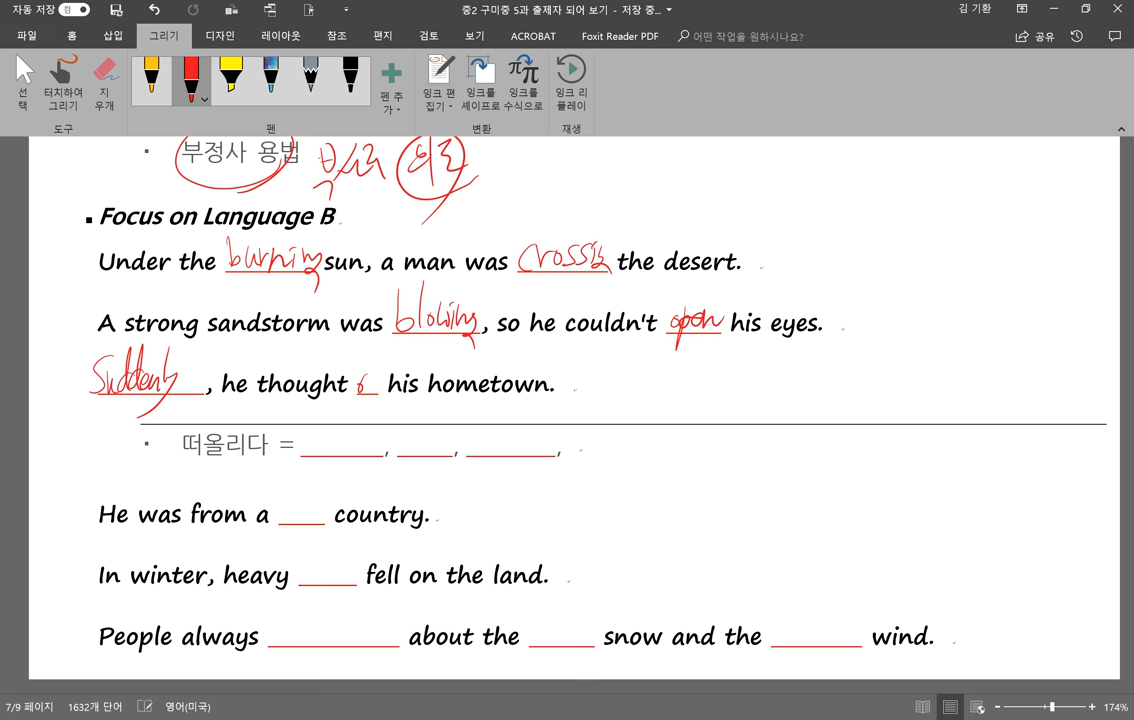 자동 저장 컴 중2 구미중 5과 출제자 되어 보기 - 저장 중... 김 기환
파일 홈 삽입 그리기 디자인 레이아웃 참조 편지 검토 보기 ACROBAT Foxit Reader PDF 어떤 작업을 원하시나요? 공유
선택 터치하여 그리기 지우개 펜 추가 잉크 편집기 잉크를 셰이프로 잉크를 수식으로 잉크 리플레이
도구 펜 변환 재생
· 부정사 용법
Focus on Language B
Under the burning sun, a man was crossing the desert.
A strong sandstorm was blowing, so he couldn't open his eyes.
Suddenly, he thought o his hometown.
· 떠올리다 = ______, ____, ______,
He was from a ____ country.
In winter, heavy ____ fell on the land.
People always ________ about the ____ snow and the ______ wind.
7/9 페이지 1632개 단어 영어(미국) 174%